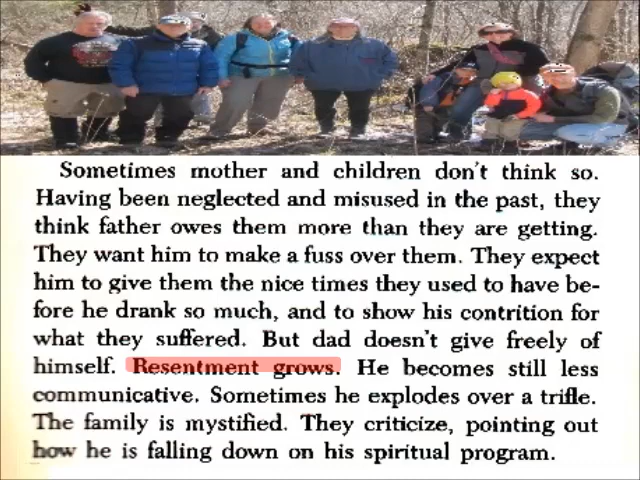 Sometimes mother and children don't think so.
Having been neglected and misused in the past, they
think father owes them more than they are getting.
They want him to make a fuss over them. They expect
him to give them the nice times they used to have be-
fore he drank so much, and to show his contrition for
what they suffered. But dad doesn't give freely of
himself. Resentment grows. He becomes still less
communicative. Sometimes he explodes over a trifle.
The family is mystified. They criticize, pointing out
how he is falling down on his spiritual program.